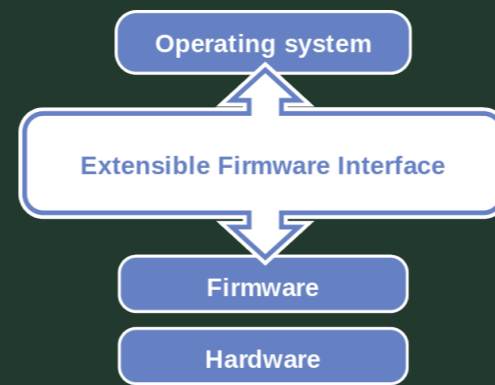 Operating system
Extensible Firmware Interface
Firmware
Hardware